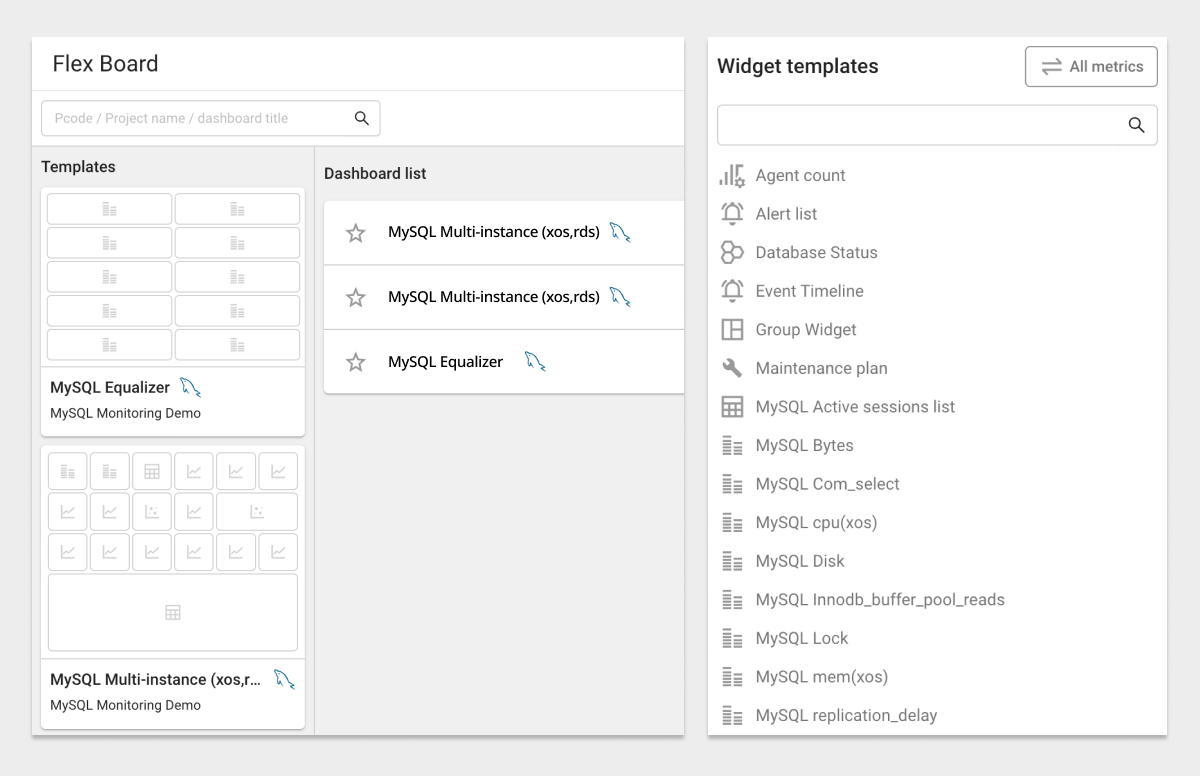 Flex Board
Pcode / Project name / dashboard title
Templates
MySQL Equalizer
MySQL Monitoring Demo
MySQL Multi-instance (xos,r...
MySQL Monitoring Demo
Dashboard list
MySQL Multi-instance (xos,rds)
MySQL Multi-instance (xos,rds)
MySQL Equalizer
Widget templates
All metrics
Agent count
Alert list
Database Status
Event Timeline
Group Widget
Maintenance plan
MySQL Active sessions list
MySQL Bytes
MySQL Com_select
MySQL cpu(xos)
MySQL Disk
MySQL Innodb_buffer_pool_reads
MySQL Lock
MySQL mem(xos)
MySQL replication_delay